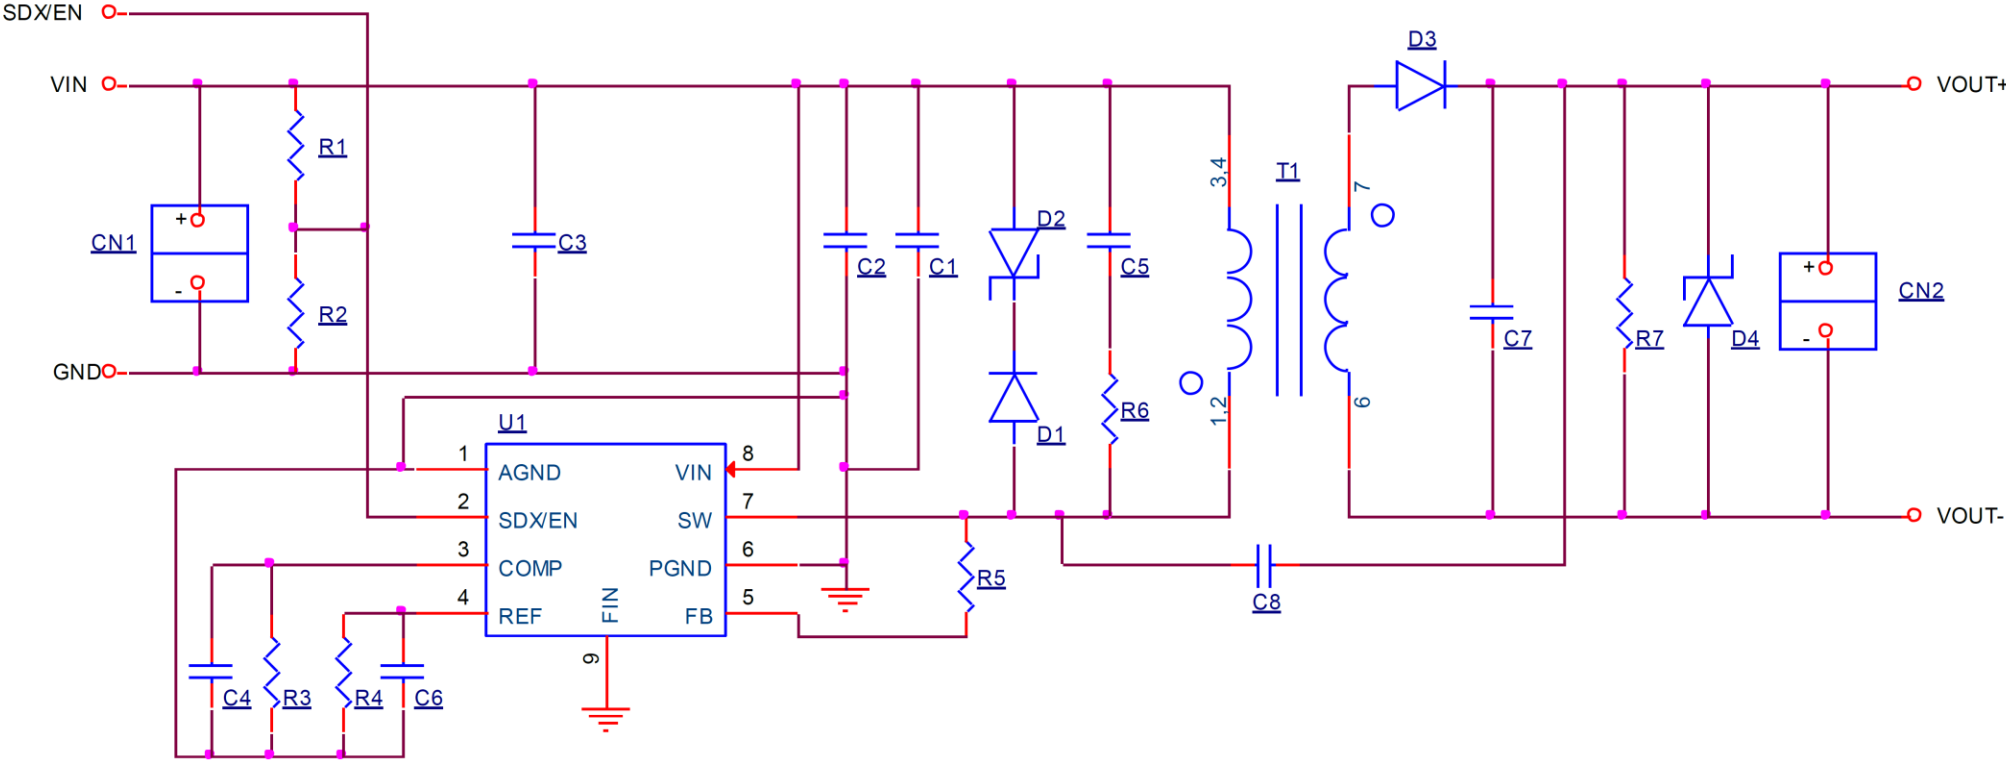 SDX/EN
D3
VIN
VOUT+
R1
3,4
T1
7
+
D2
CN1
C3
C2
C1
C5
+
CN2
-
R2
C7
R7
D4
-
GND
1,2
6
R6
U1
D1
1
AGND
VIN
8
2
SDX/EN
SW
7
VOUT-
3
COMP
PGND
6
R5
C8
4
REF
FIN
FB
5
9
C4
R3
R4
C6